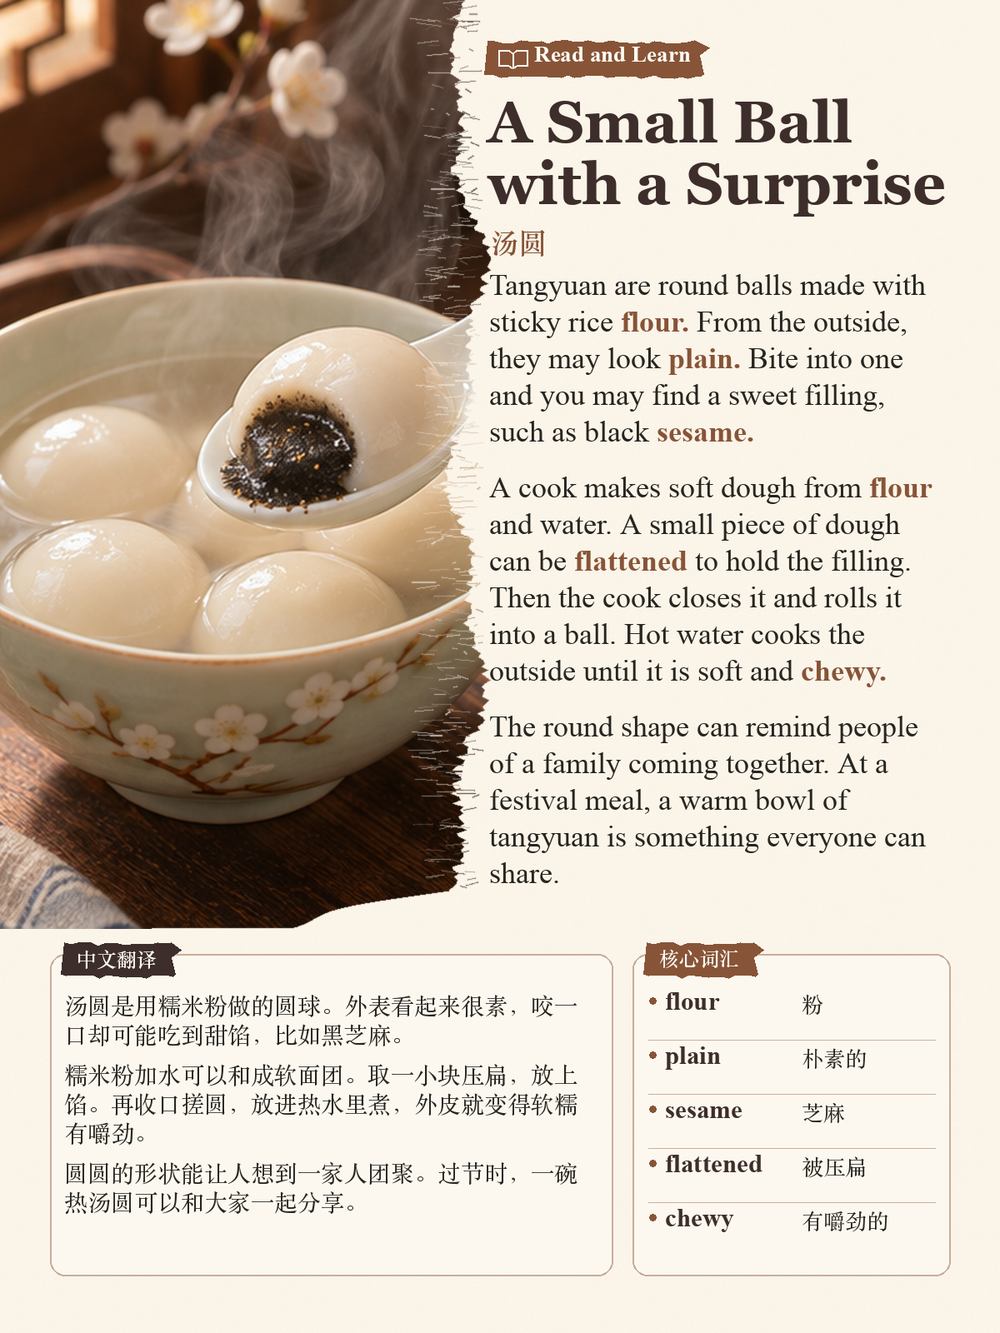 Read and Learn
A Small Ball
with a Surprise
汤圆
Tangyuan are round balls made with
sticky rice flour. From the outside,
they may look plain. Bite into one
and you may find a sweet filling,
such as black sesame.
A cook makes soft dough from flour
and water. A small piece of dough
can be flattened to hold the filling.
Then the cook closes it and rolls it
into a ball. Hot water cooks the
outside until it is soft and chewy.
The round shape can remind people
of a family coming together. At a
festival meal, a warm bowl of
tangyuan is something everyone can
share.
中文翻译
汤圆是用糯米粉做的圆球。外表看起来很素，咬一
口却可能吃到甜馅，比如黑芝麻。
糯米粉加水可以和成软面团。取一小块压扁，放上
馅。再收口搓圆，放进热水里煮，外皮就变得软糯
有嚼劲。
圆圆的形状能让人想到一家人团聚。过节时，一碗
热汤圆可以和大家一起分享。
核心词汇
• flour 粉
• plain 朴素的
• sesame 芝麻
• flattened 被压扁
• chewy 有嚼劲的